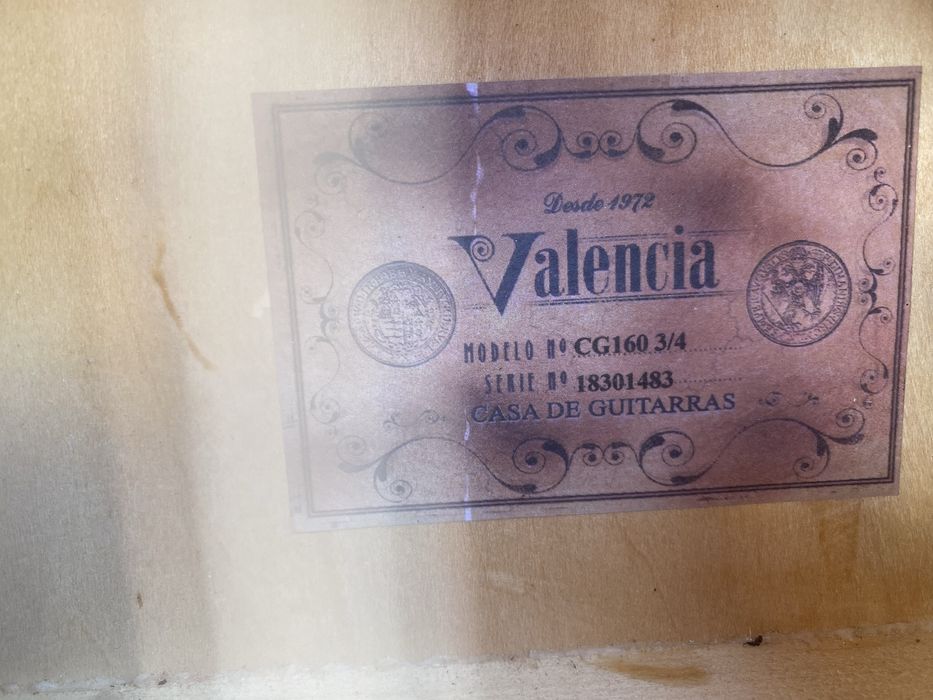 Desde 1972
Valencia
MODELO Nº CG160 3/4
SERIE Nº 18301483
CASA DE GUITARRAS